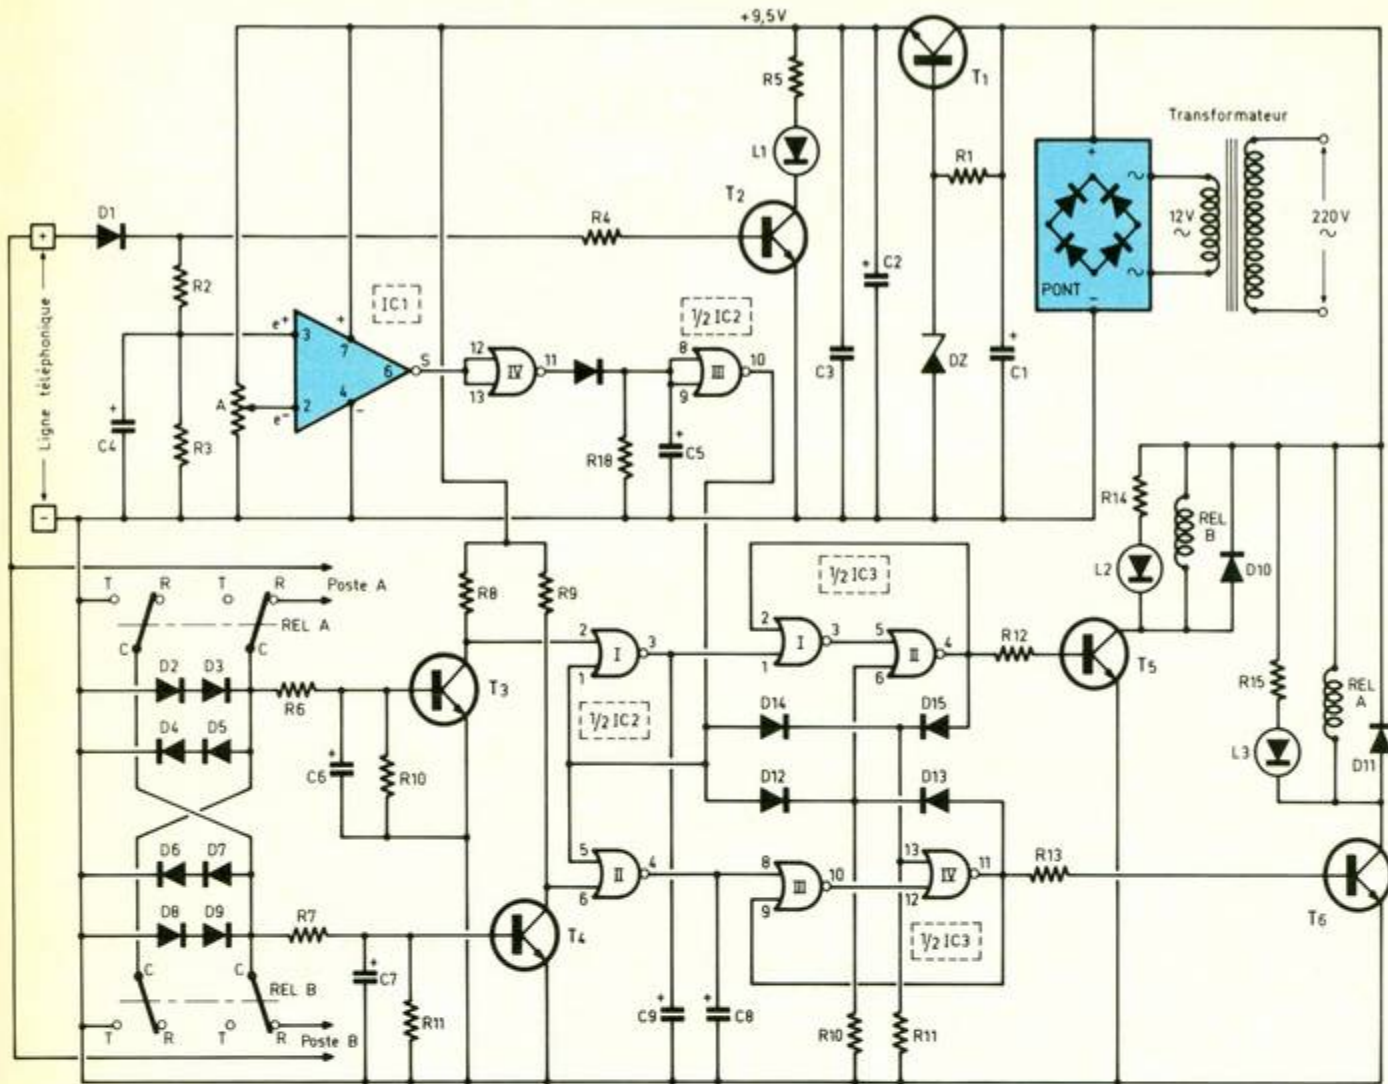 +9,5V
R5
L1
T1
R1
Transformateur
+
~
12V
~
220V
~
~
PONT
-
D1
+
R4
T2
R2
IC1
C2
+
1/2 IC2
e+
3
+
7
6
S
12
IV
11
13
8
III
10
9
C3
DZ
+
C1
A
e-
2
4
-
+
C4
R3
R18
+
C5
Ligne téléphonique
-
R14
REL B
L2
D10
T
R
T
R
Poste A
REL A
C
C
R8
R9
1/2 IC3
2
I
3
1
2
I
3
1
5
II
4
6
R12
T5
D2
D3
R6
T3
D4
D5
1/2 IC2
D14
D15
R15
REL A
L3
D11
+
C6
R10
D12
D13
D6
D7
5
II
4
6
8
III
10
9
13
IV
11
12
R13
D8
D9
R7
T4
1/2 IC3
T6
C
C
REL B
+
C7
R11
+
C9
+
C8
R10
R11
T
R
T
R
Poste B